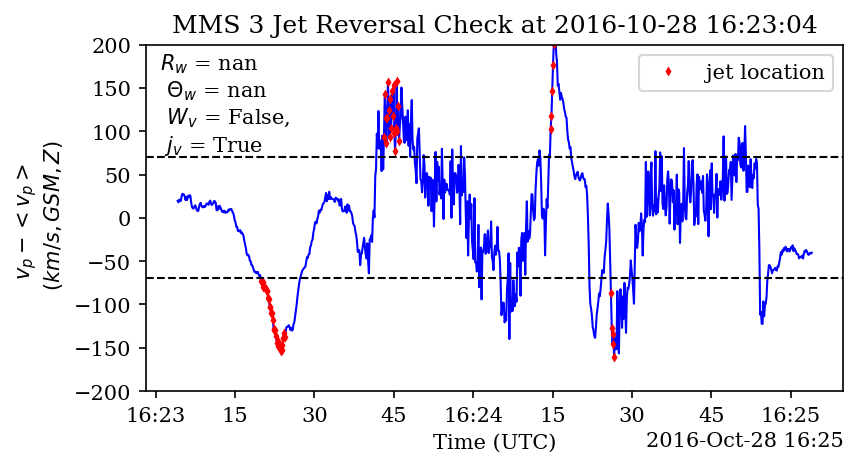 MMS 3 Jet Reversal Check at 2016-10-28 16:23:04
R_w = nan
Θ_w = nan
W_v = False,
j_v = True
jet location
200
150
100
50
0
−50
−100
−150
−200
v_p − < v_p >
(km/s, GSM, Z)
16:23 15 30 45 16:24 15 30 45 16:25
Time (UTC)
2016-Oct-28 16:25